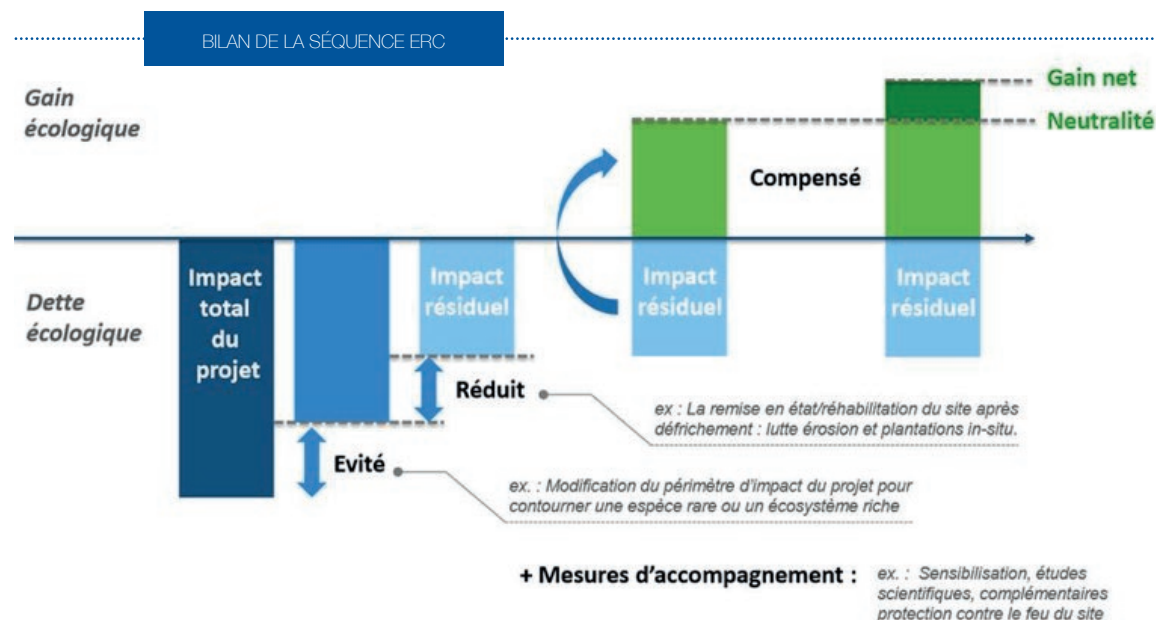 BILAN DE LA SÉQUENCE ERC
Gain
écologique
Gain net
Neutralité
Compensé
Dette
écologique
Impact
total
du
projet
Impact
résiduel
Impact
résiduel
Impact
résiduel
Réduit
ex : La remise en état/réhabilitation du site après
défrichement : lutte érosion et plantations in-situ.
Evité
ex. : Modification du périmètre d'impact du projet pour
contourner une espèce rare ou un écosystème riche
+ Mesures d'accompagnement :
ex. : Sensibilisation, études
scientifiques, complémentaires
protection contre le feu du site